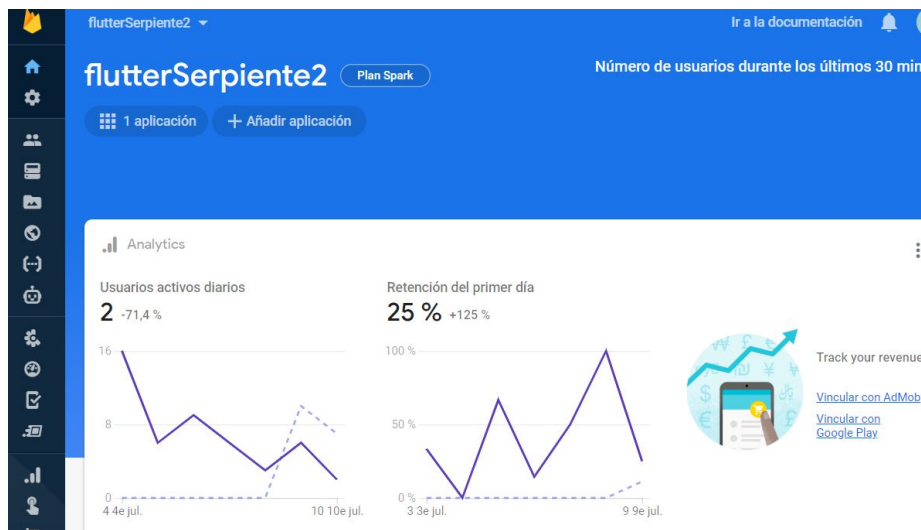 flutterSerpiente2
Ir a la documentación
flutterSerpiente2 Plan Spark
Número de usuarios durante los últimos 30 min
1 aplicación + Añadir aplicación
Analytics
Usuarios activos diarios
2 -71,4 %
16
8
0
4 4e jul. 10 10e jul.
Retención del primer día
25 % +125 %
100 %
50 %
0 %
3 3e jul. 9 9e jul.
Track your revenue
Vincular con AdMob
Vincular con
Google Play